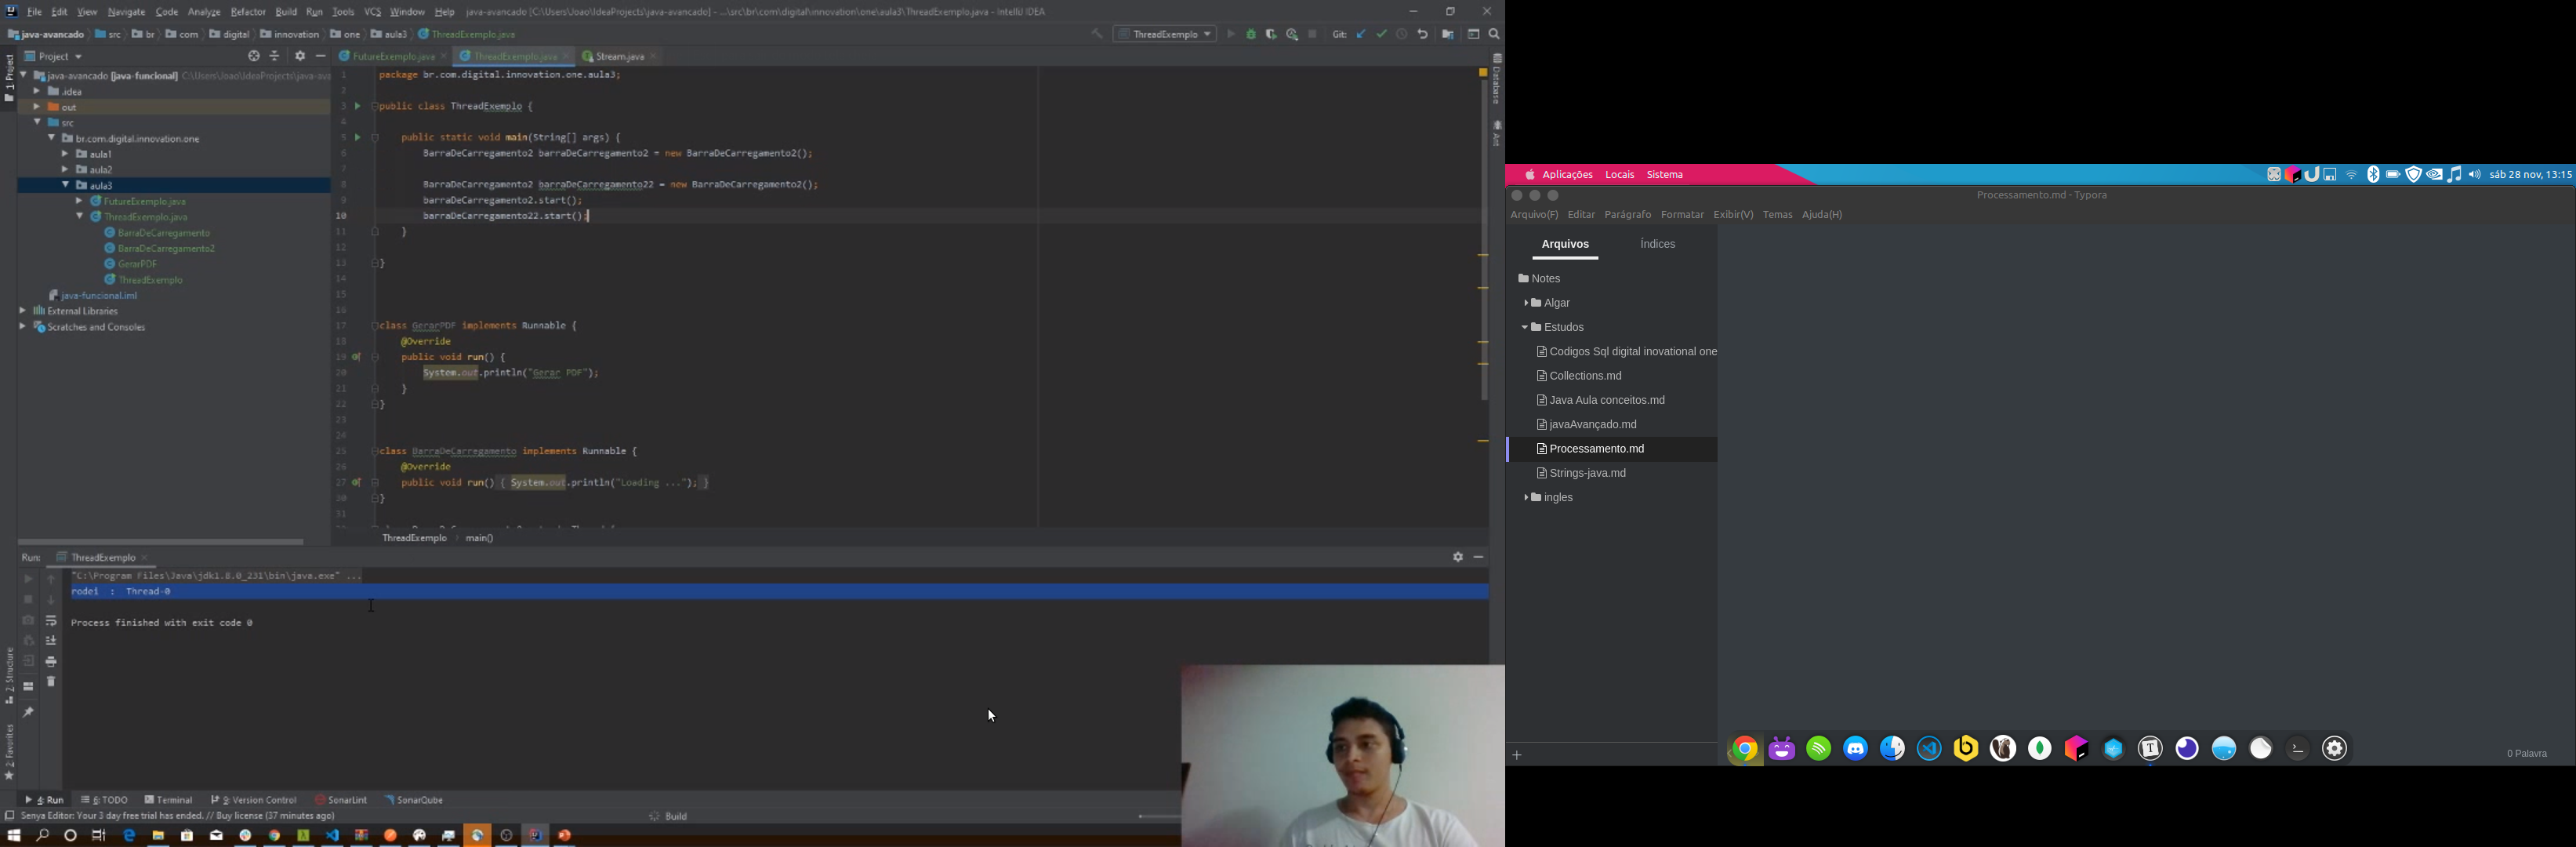 File Edit View Navigate Code Analyze Refactor Build Run Tools VCS Window Help java-avancado [C:\Users\Joao\IdeaProjects\java-avancado] - ...\src\br\com\digital\innovation\one\aula3\ThreadExemplo.java - IntelliJ IDEA
java-avancado src br com digital innovation one aula3 ThreadExemplo.java
ThreadExemplo Git:
1: Project
Project
java-avancado [java-funcional] C:\Users\Joao\IdeaProjects\java-ava
.idea
out
src
br.com.digital.innovation.one
aula1
aula2
aula3
FutureExemplo.java
ThreadExemplo.java
BarraDeCarregamento
BarraDeCarregamento2
GerarPDF
ThreadExemplo
java-funcional.iml
External Libraries
Scratches and Consoles
FutureExemplo.java ThreadExemplo.java Stream.java
1 package br.com.digital.innovation.one.aula3;
2
3 public class ThreadExemplo {
4
5 public static void main(String[] args) {
6 BarraDeCarregamento2 barraDeCarregamento2 = new BarraDeCarregamento2();
7
8 BarraDeCarregamento2 barraDeCarregamento22 = new BarraDeCarregamento2();
9 barraDeCarregamento2.start();
10 barraDeCarregamento22.start();
11 }
12
13 }
14
15
16
17 class GerarPDF implements Runnable {
18 @Override
19 public void run() {
20 System.out.println("Gerar PDF");
21 }
22 }
23
24
25 class BarraDeCarregamento implements Runnable {
26 @Override
27 public void run() { System.out.println("Loading ..."); }
30 }
31
ThreadExemplo main()
Database
Ant
Run: ThreadExemplo
"C:\Program Files\Java\jdk1.8.0_231\bin\java.exe" ...
rodei : Thread-0
Process finished with exit code 0
Z: Structure
2: Favorites
4: Run 6: TODO Terminal 9: Version Control SonarLint SonarQube
Senya Editor: Your 3 day free trial has ended. // Buy license (37 minutes ago) Build
Aplicações Locais Sistema sáb 28 nov, 13:15
Processamento.md - Typora
Arquivo(F) Editar Parágrafo Formatar Exibir(V) Temas Ajuda(H)
Arquivos Índices
Notes
Algar
Estudos
Codigos Sql digital inovational one
Collections.md
Java Aula conceitos.md
javaAvançado.md
Processamento.md
Strings-java.md
ingles
0 Palavra